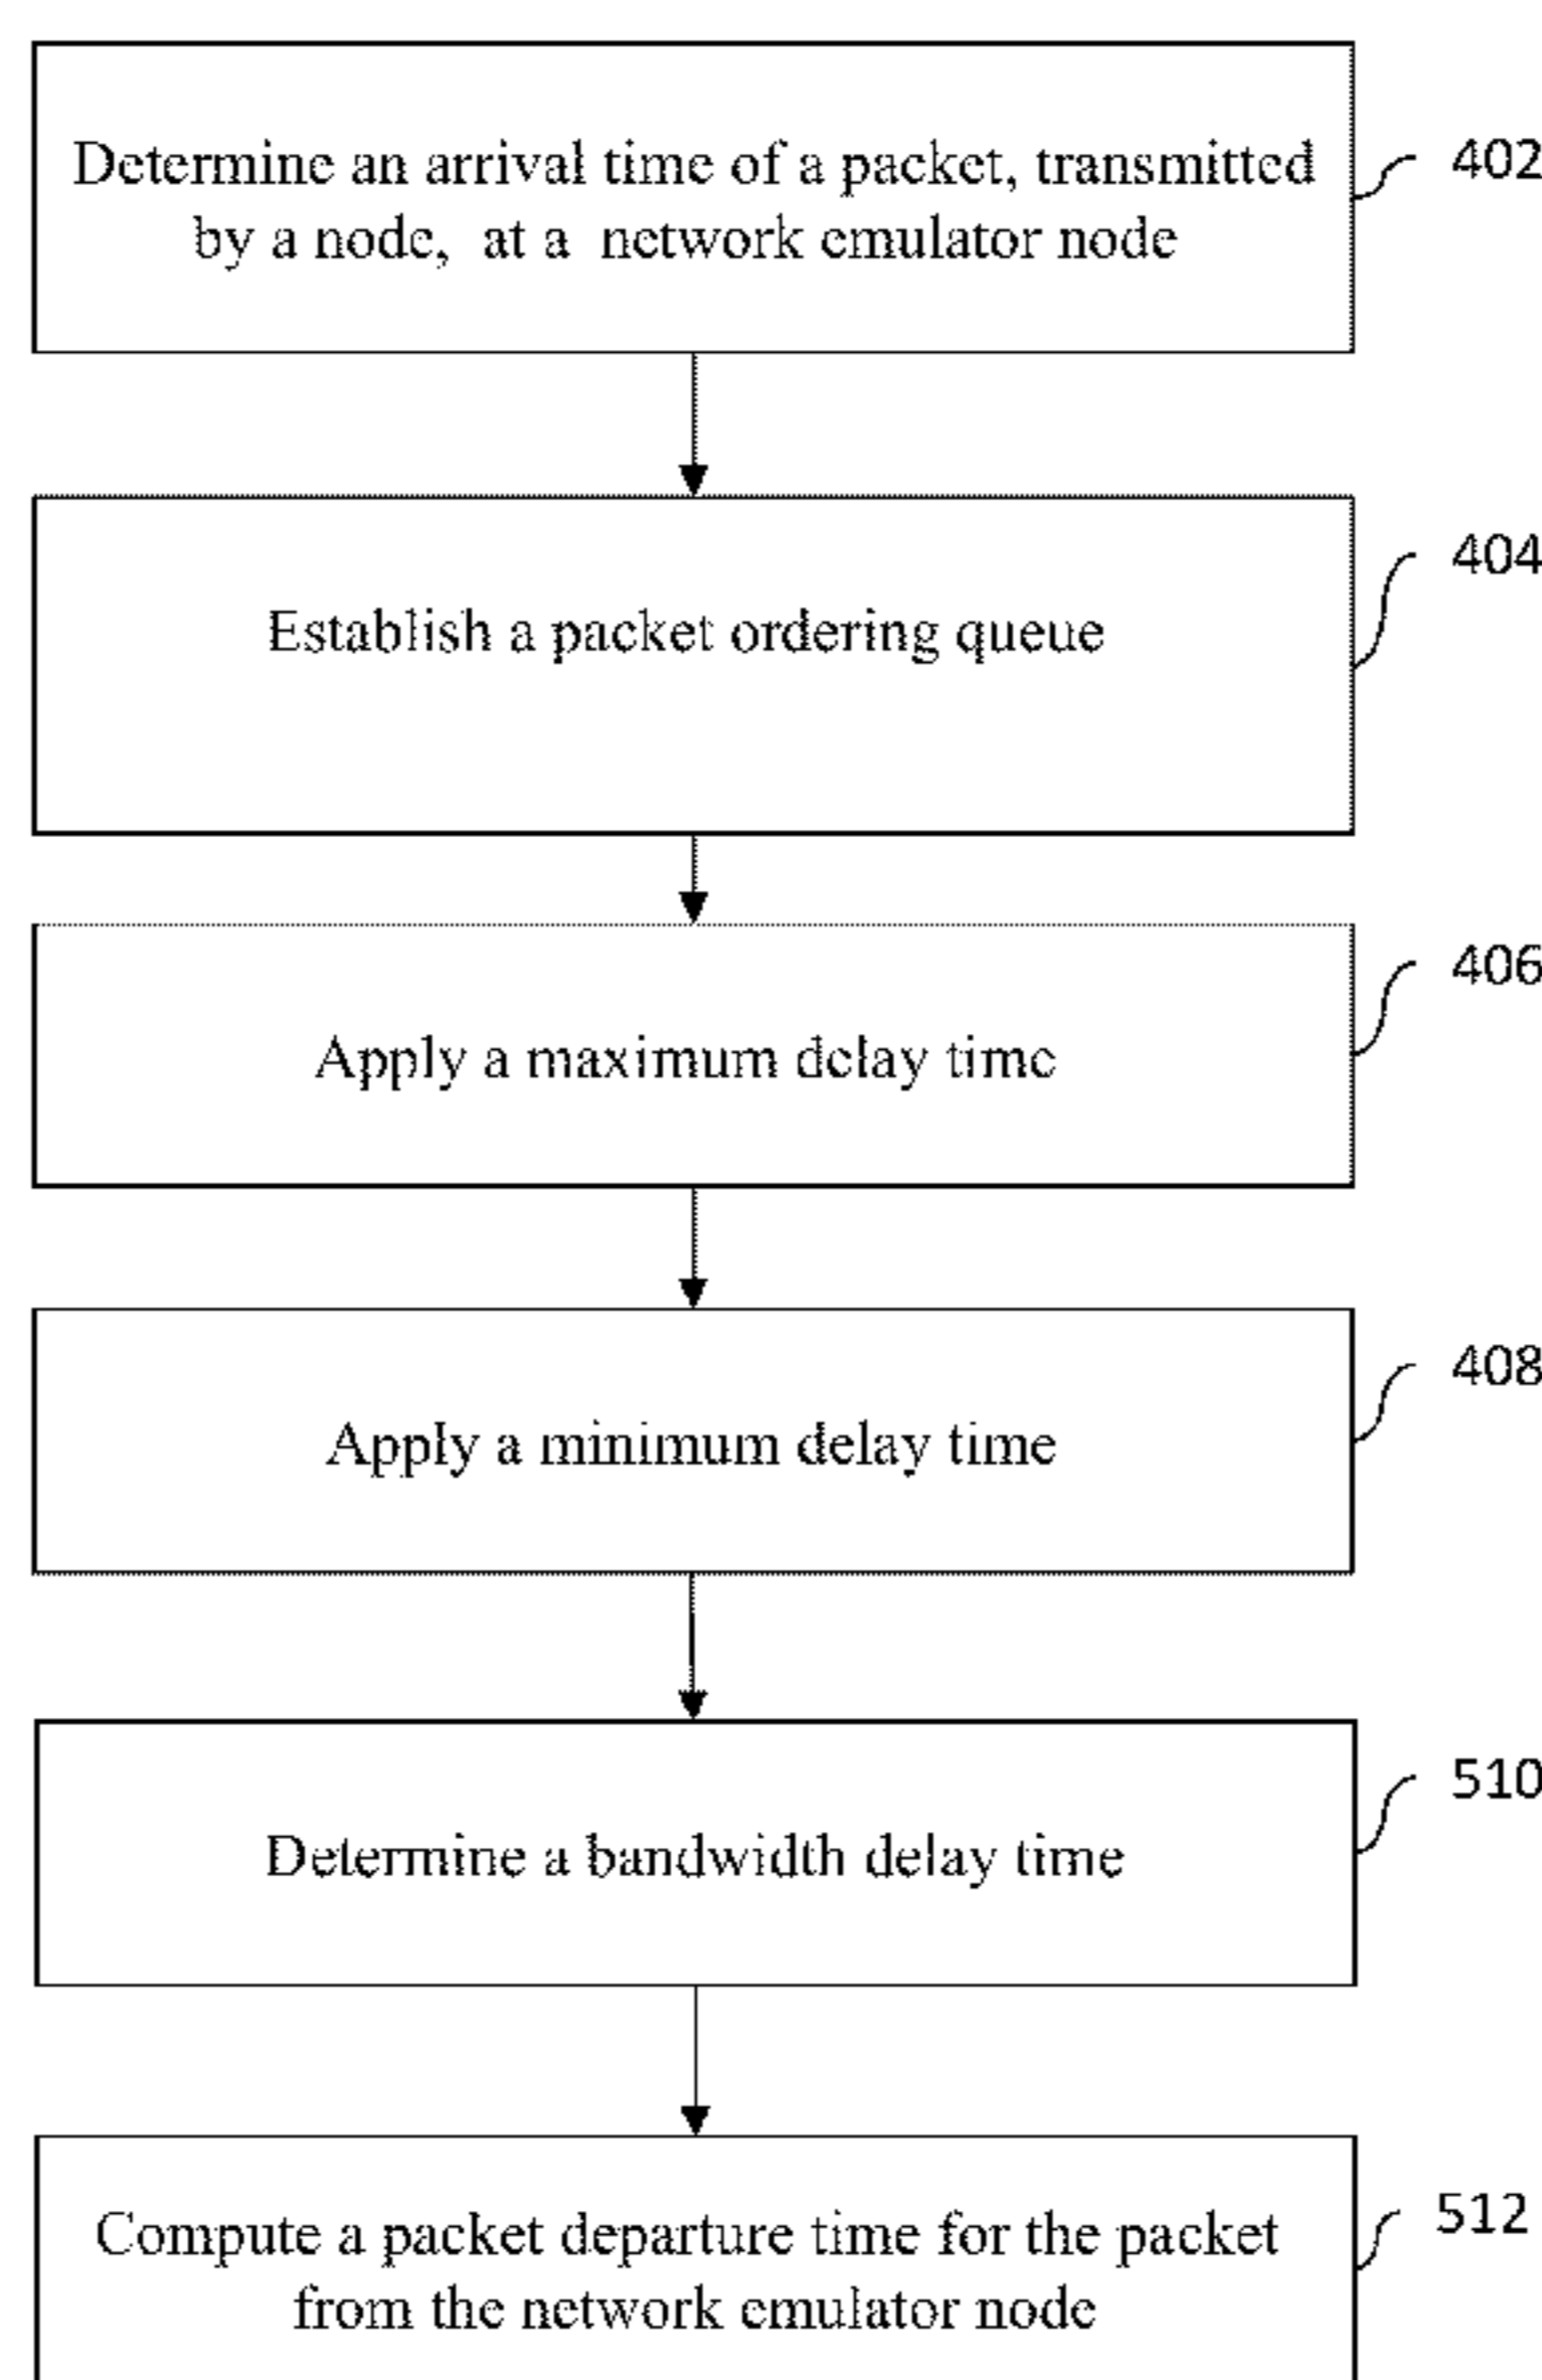 Determine an arrival time of a packet, transmitted
402
by a node, at a network emulator node
Establish a packet ordering queue
404
Apply a maximum delay time
406
Apply a minimum delay time
408
Determine a bandwidth delay time
510
Compute a packet departure time for the packet
512
from the network emulator node